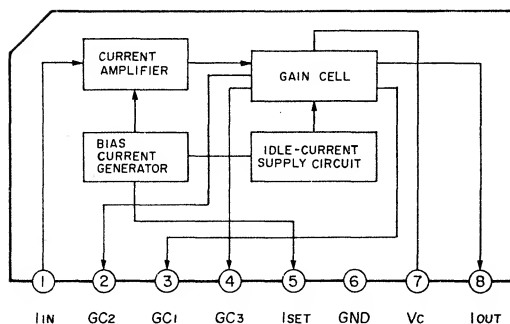 CURRENT
AMPLIFIER
GAIN CELL
BIAS
CURRENT
GENERATOR
IDLE-CURRENT
SUPPLY CIRCUIT
1 2 3 4 5 6 7 8
IIN GC2 GC1 GC3 ISET GND VC IOUT